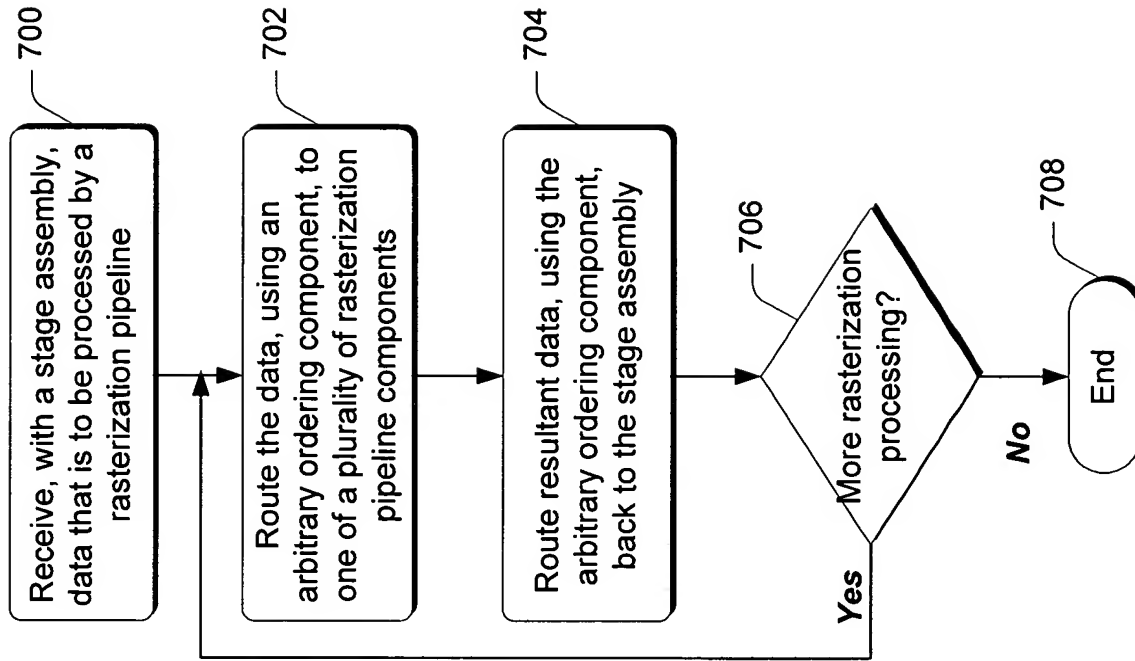 700
Receive, with a stage assembly,
data that is to be processed by a
rasterization pipeline
702
Route the data, using an
arbitrary ordering component, to
one of a plurality of rasterization
pipeline components
704
Route resultant data, using the
arbitrary ordering component,
back to the stage assembly
706
More rasterization
processing?
Yes
No
708
End